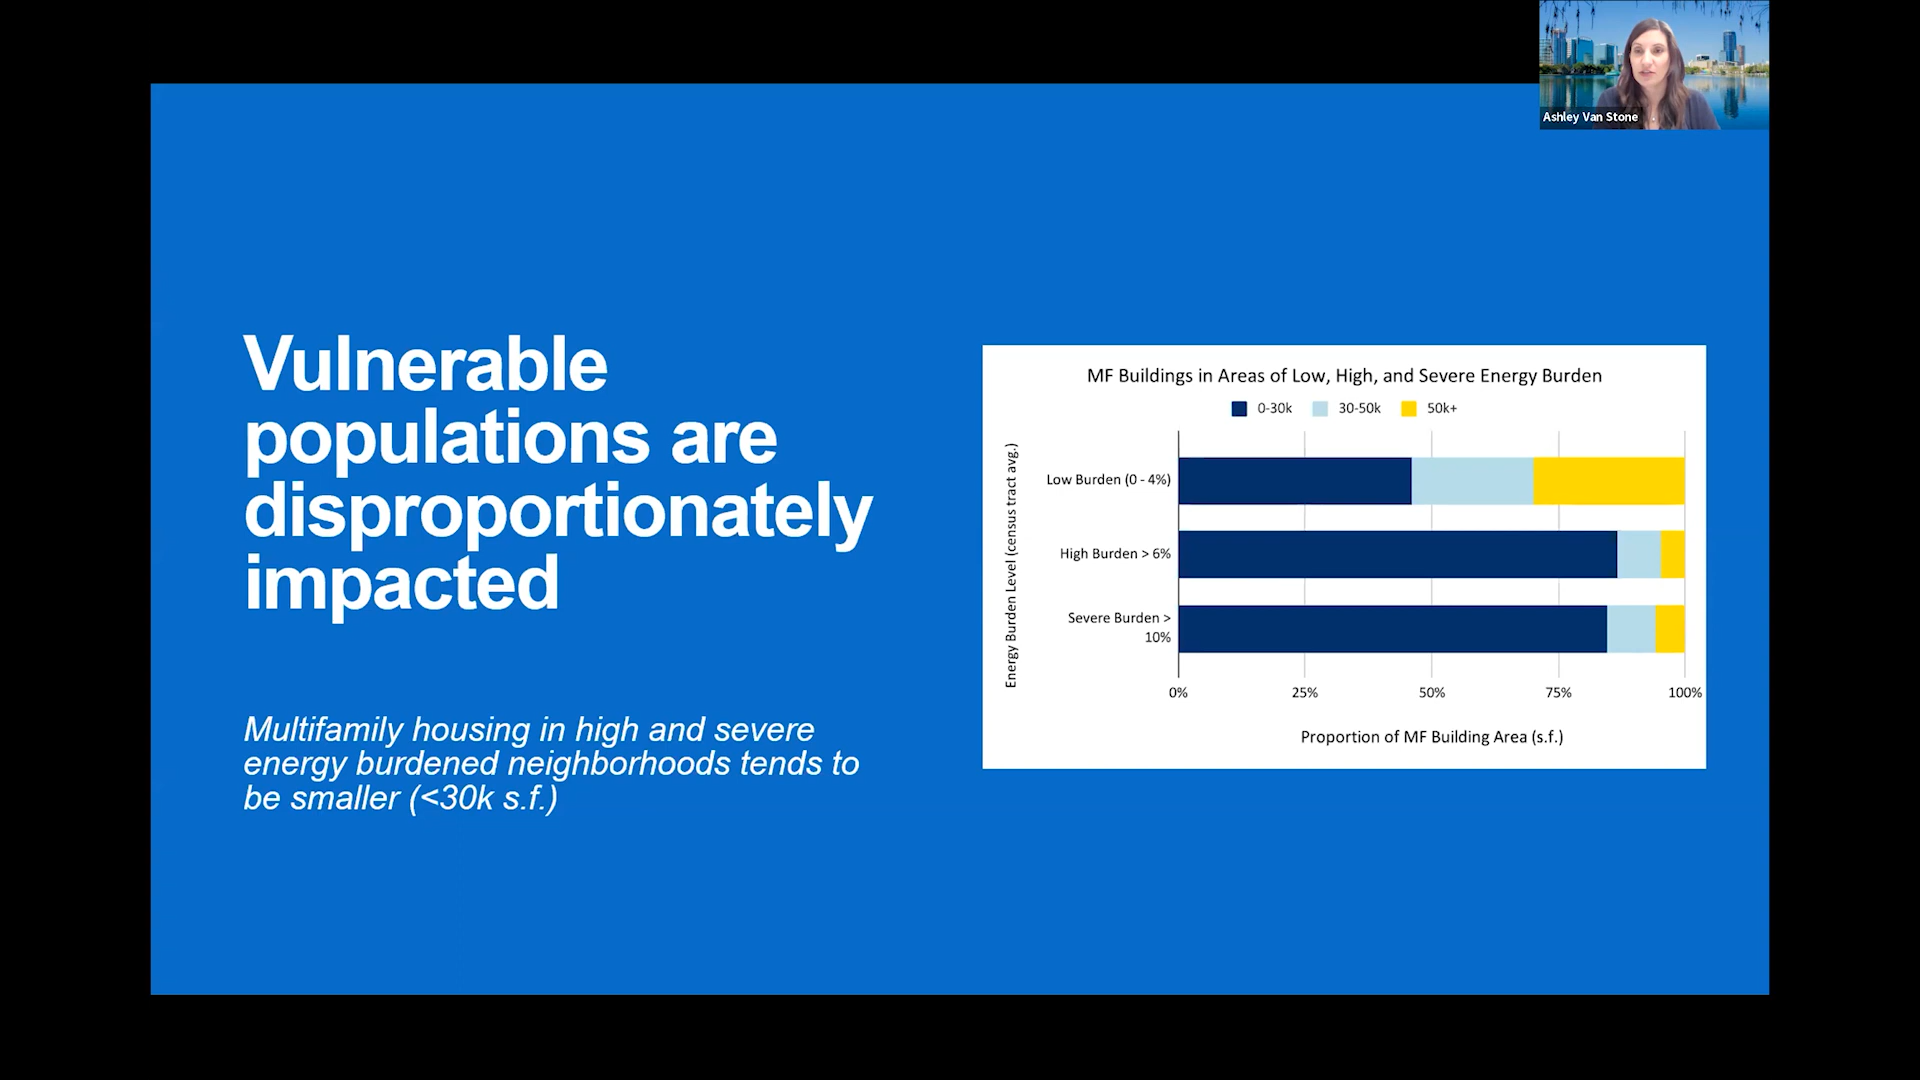 Ashley Van Stone
Vulnerable
populations are
disproportionately
impacted
Multifamily housing in high and severe
energy burdened neighborhoods tends to
be smaller (<30k s.f.)
MF Buildings in Areas of Low, High, and Severe Energy Burden
0-30k 30-50k 50k+
Energy Burden Level (census tract avg.)
Low Burden (0 - 4%)
High Burden > 6%
Severe Burden >
10%
0% 25% 50% 75% 100%
Proportion of MF Building Area (s.f.)